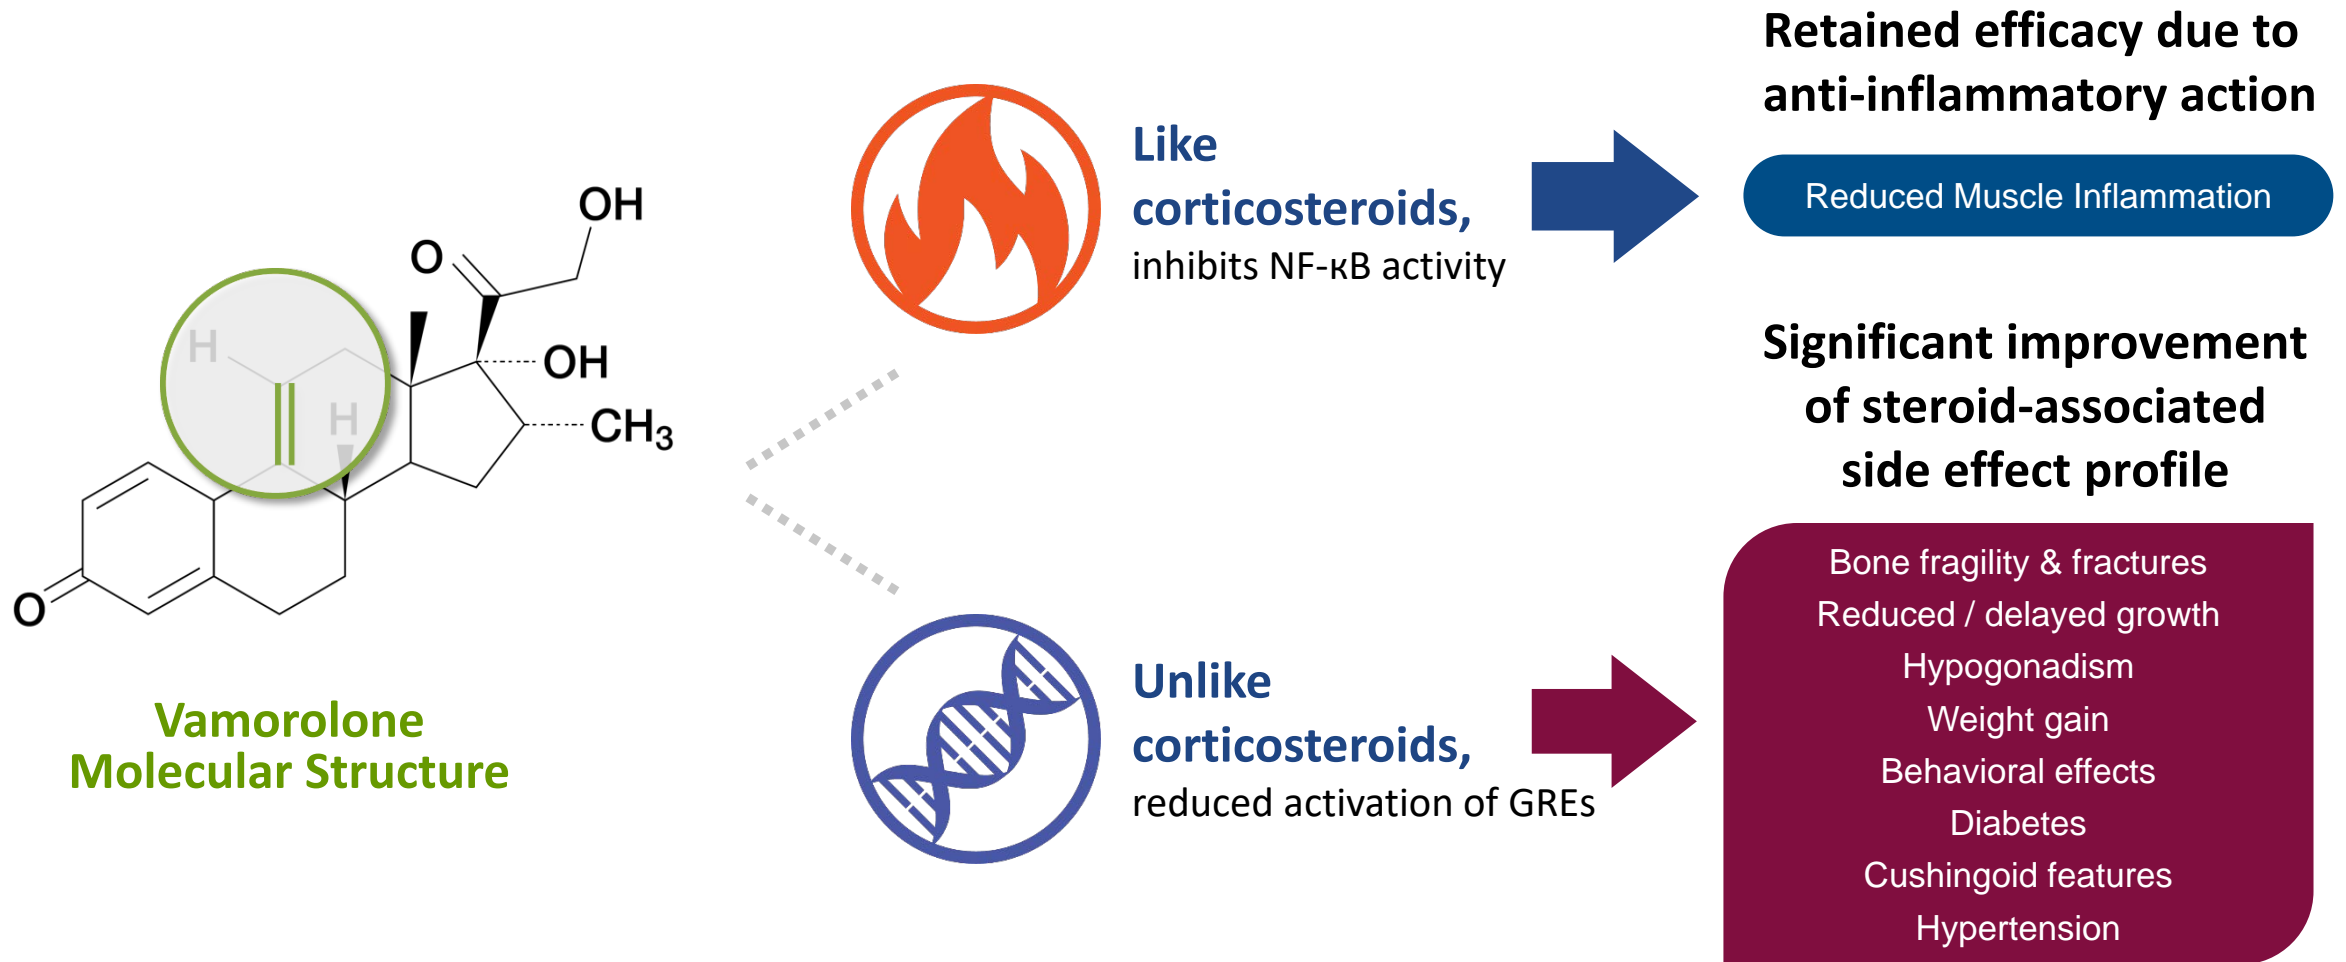 OH
O
H
OH
H
CH3
O
Vamorolone
Molecular Structure
Like
corticosteroids,
inhibits NF-κB activity
Unlike
corticosteroids,
reduced activation of GREs
Retained efficacy due to
anti-inflammatory action
Reduced Muscle Inflammation
Significant improvement
of steroid-associated
side effect profile
Bone fragility & fractures
Reduced / delayed growth
Hypogonadism
Weight gain
Behavioral effects
Diabetes
Cushingoid features
Hypertension